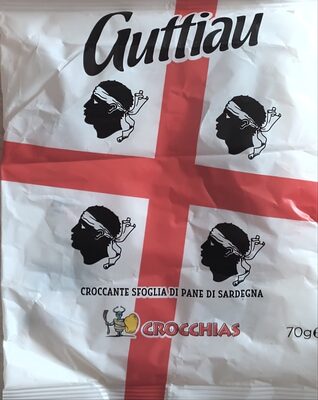 Guttiau
CROCCANTE SFOGLIA DI PANE DI SARDEGNA
CROCCHIAS
70g℮